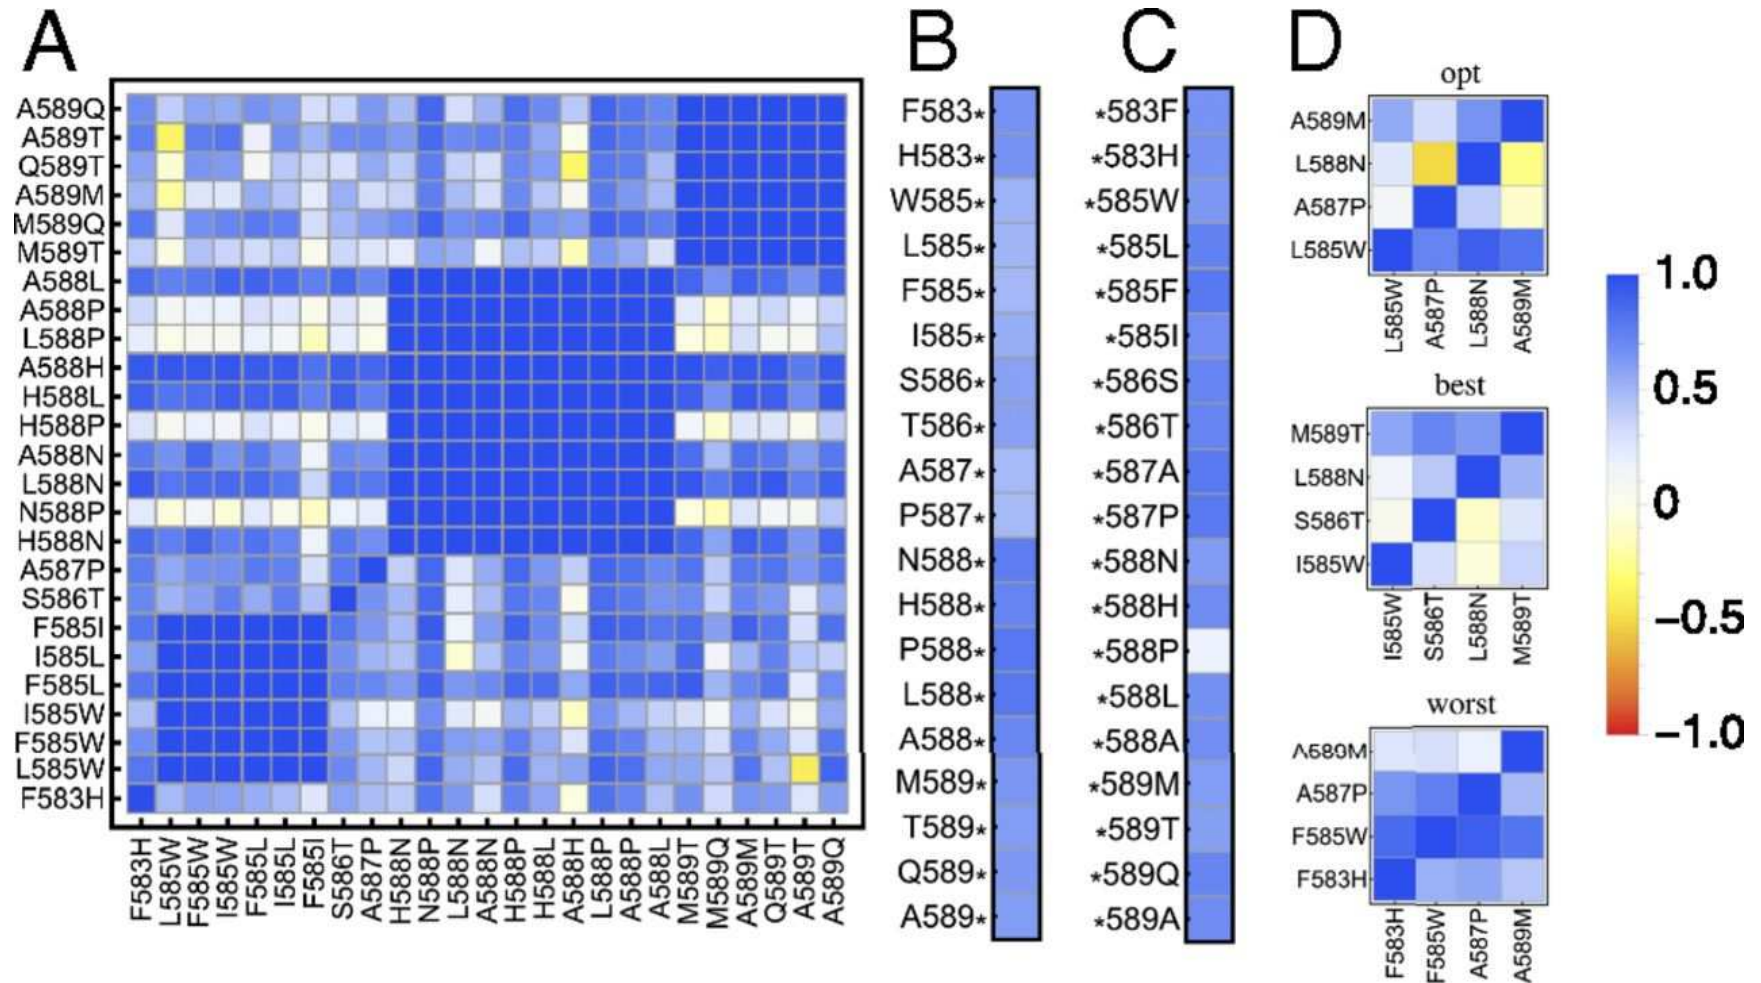 A
A589Q
A589T
Q589T
A589M
M589Q
M589T
A588L
A588P
L588P
A588H
H588L
H588P
A588N
L588N
N588P
H588N
A587P
S586T
F585I
I585L
F585L
I585W
F585W
L585W
F583H
F583H
L585W
F585W
I585W
F585L
I585L
F585I
S586T
A587P
H588N
N588P
L588N
A588N
H588P
H588L
A588H
L588P
A588P
A588L
M589T
M589Q
A589M
Q589T
A589T
A589Q
B
F583*
H583*
W585*
L585*
F585*
I585*
S586*
T586*
A587*
P587*
N588*
H588*
P588*
L588*
A588*
M589*
T589*
Q589*
A589*
C
*583F
*583H
*585W
*585L
*585F
*585I
*586S
*586T
*587A
*587P
*588N
*588H
*588P
*588L
*588A
*589M
*589T
*589Q
*589A
D
opt
A589M
L588N
A587P
L585W
L585W
A587P
L588N
A589M
best
M589T
L588N
S586T
I585W
I585W
S586T
L588N
M589T
worst
A589M
A587P
F585W
F583H
F583H
F585W
A587P
A589M
1.0
0.5
0
−0.5
−1.0